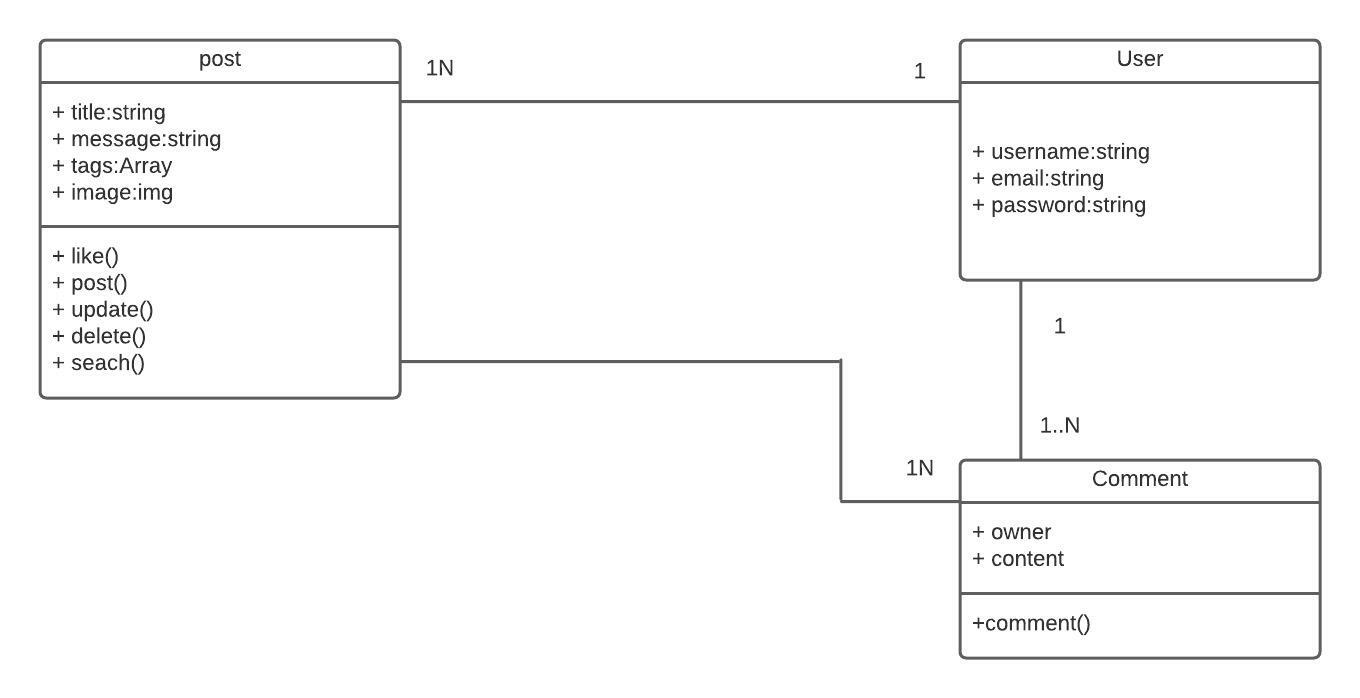 post
+ title:string
+ message:string
+ tags:Array
+ image:img
+ like()
+ post()
+ update()
+ delete()
+ seach()
1N
1
User
+ username:string
+ email:string
+ password:string
1
1..N
1N
Comment
+ owner
+ content
+comment()